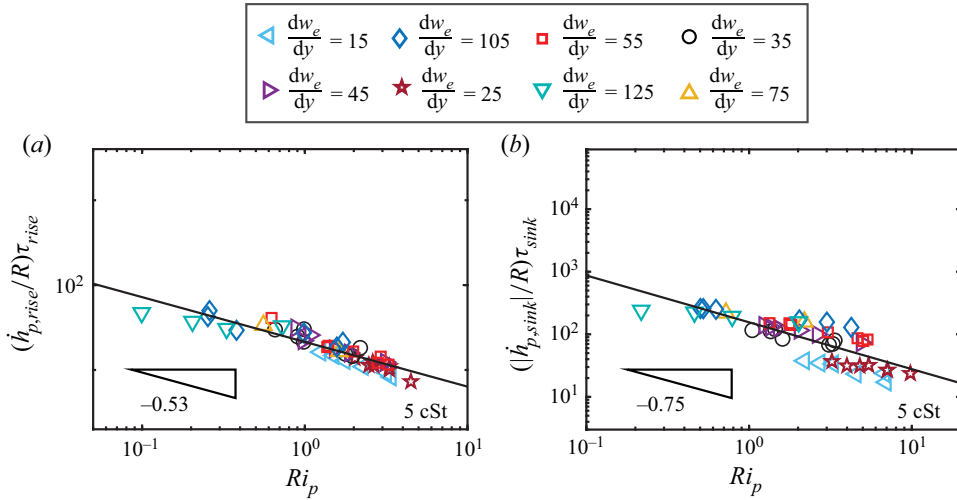 dw_e/dy = 15 dw_e/dy = 105 dw_e/dy = 55 dw_e/dy = 35
dw_e/dy = 45 dw_e/dy = 25 dw_e/dy = 125 dw_e/dy = 75
(a)
(ḣ_{p,rise}/R)τ_{rise}
10^2
–0.53
5 cSt
10^{–1} 10^0 10^1
Ri_p
(b)
(|ḣ_{p,sink}|/R)τ_{sink}
10^4
10^3
10^2
10^1
–0.75
5 cSt
10^{–1} 10^0 10^1
Ri_p